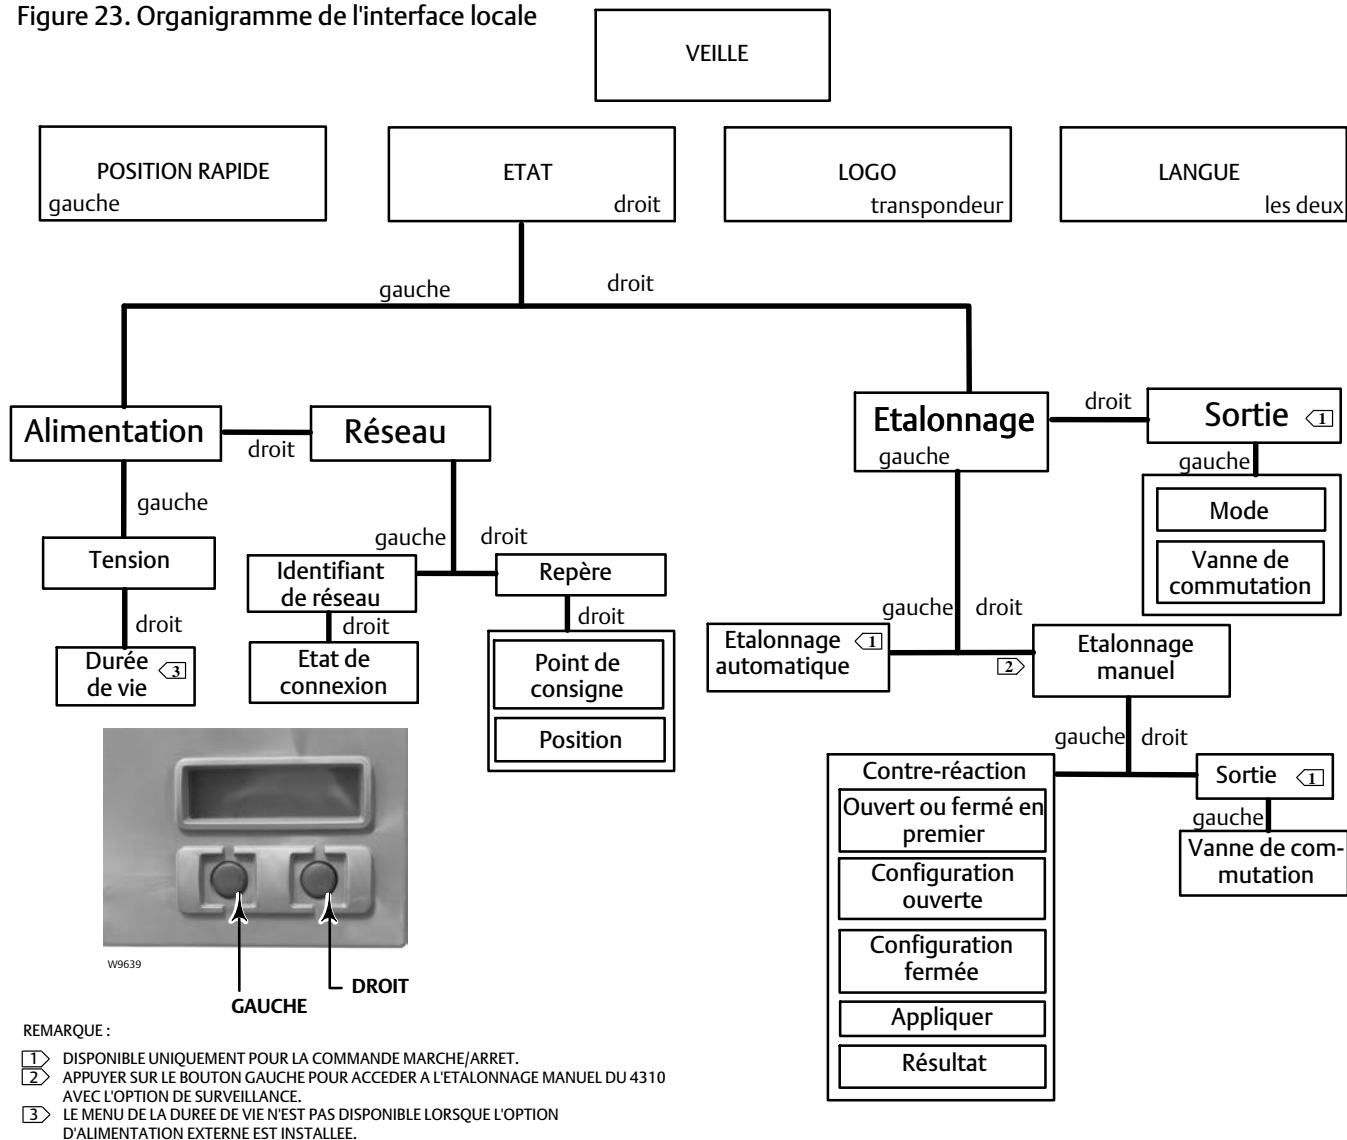 Figure 23. Organigramme de l'interface locale
VEILLE
POSITION RAPIDE
gauche
ETAT
droit
LOGO
transpondeur
LANGUE
les deux
gauche
droit
Alimentation
droit
Réseau
Etalonnage
gauche
droit
Sortie 1
gauche
Mode
Vanne de
commutation
gauche
Tension
droit
Durée
de vie 3
gauche
droit
Identifiant
de réseau
droit
Etat de
connexion
Repère
droit
Point de
consigne
Position
gauche
droit
Etalonnage 1
automatique
2
Etalonnage
manuel
gauche
droit
Contre-réaction
Ouvert ou fermé en
premier
Configuration
ouverte
Configuration
fermée
Appliquer
Résultat
Sortie 1
gauche
Vanne de com-
mutation
W9639
GAUCHE
DROIT
REMARQUE :
1 DISPONIBLE UNIQUEMENT POUR LA COMMANDE MARCHE/ARRET.
2 APPUYER SUR LE BOUTON GAUCHE POUR ACCEDER A L'ETALONNAGE MANUEL DU 4310
AVEC L'OPTION DE SURVEILLANCE.
3 LE MENU DE LA DUREE DE VIE N'EST PAS DISPONIBLE LORSQUE L'OPTION
D'ALIMENTATION EXTERNE EST INSTALLEE.